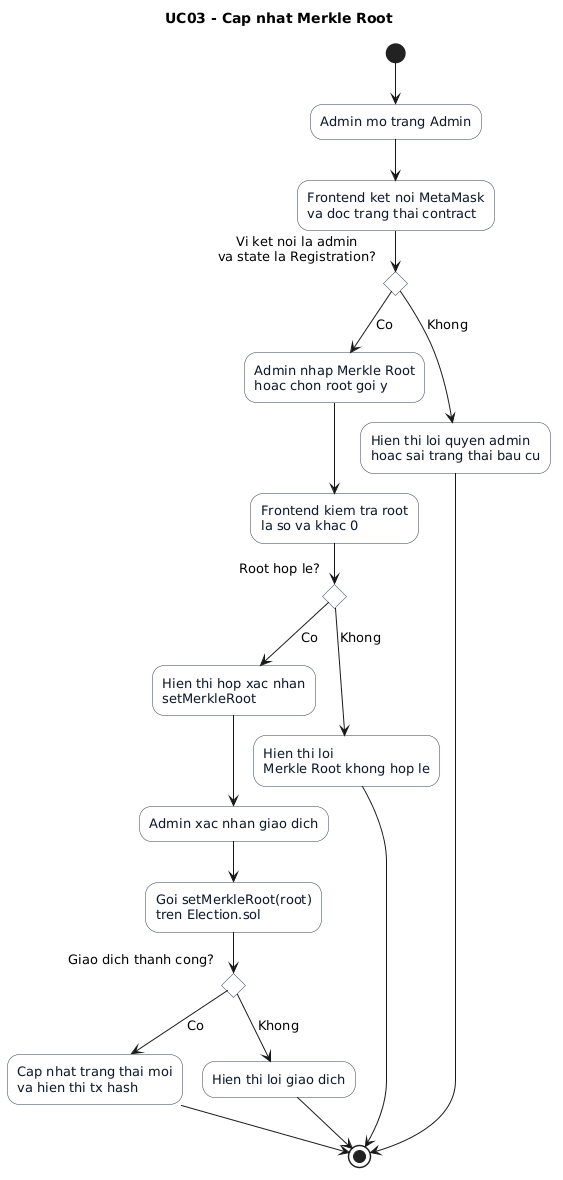 UC03 - Cap nhat Merkle Root
Admin mo trang Admin
Frontend ket noi MetaMask
va doc trang thai contract
Vi ket noi la admin
va state la Registration?
Co
Khong
Admin nhap Merkle Root
hoac chon root goi y
Hien thi loi quyen admin
hoac sai trang thai bau cu
Frontend kiem tra root
la so va khac 0
Root hop le?
Co
Khong
Hien thi hop xac nhan
setMerkleRoot
Hien thi loi
Merkle Root khong hop le
Admin xac nhan giao dich
Goi setMerkleRoot(root)
tren Election.sol
Giao dich thanh cong?
Co
Khong
Cap nhat trang thai moi
va hien thi tx hash
Hien thi loi giao dich